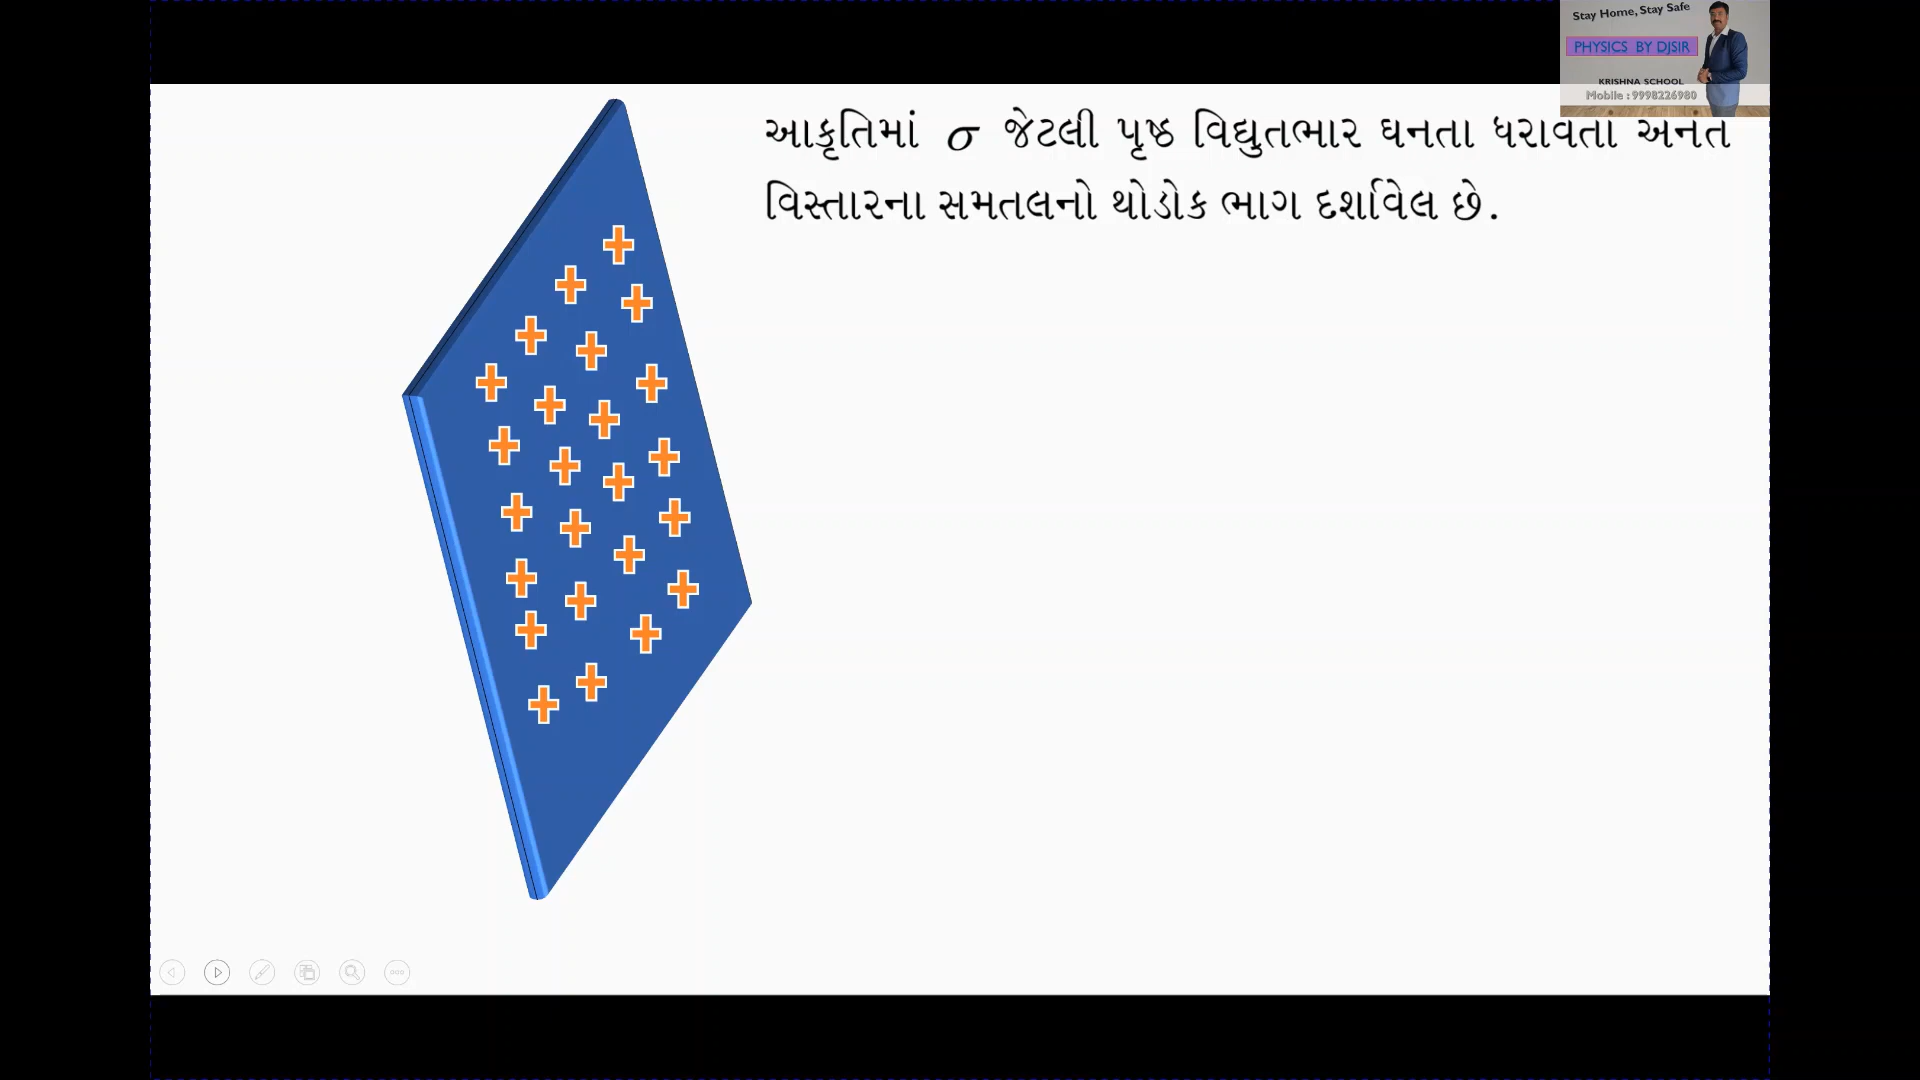 Stay Home, Stay Safe
PHYSICS BY DJSIR
KRISHNA SCHOOL
Mobile : 9998226980
આકૃતિમાં σ જેટલી પૃષ્ઠ વિદ્યુતભાર ઘનતા ધરાવતા અનંત
વિસ્તારના સમતલનો થોડોક ભાગ દર્શાવેલ છે.